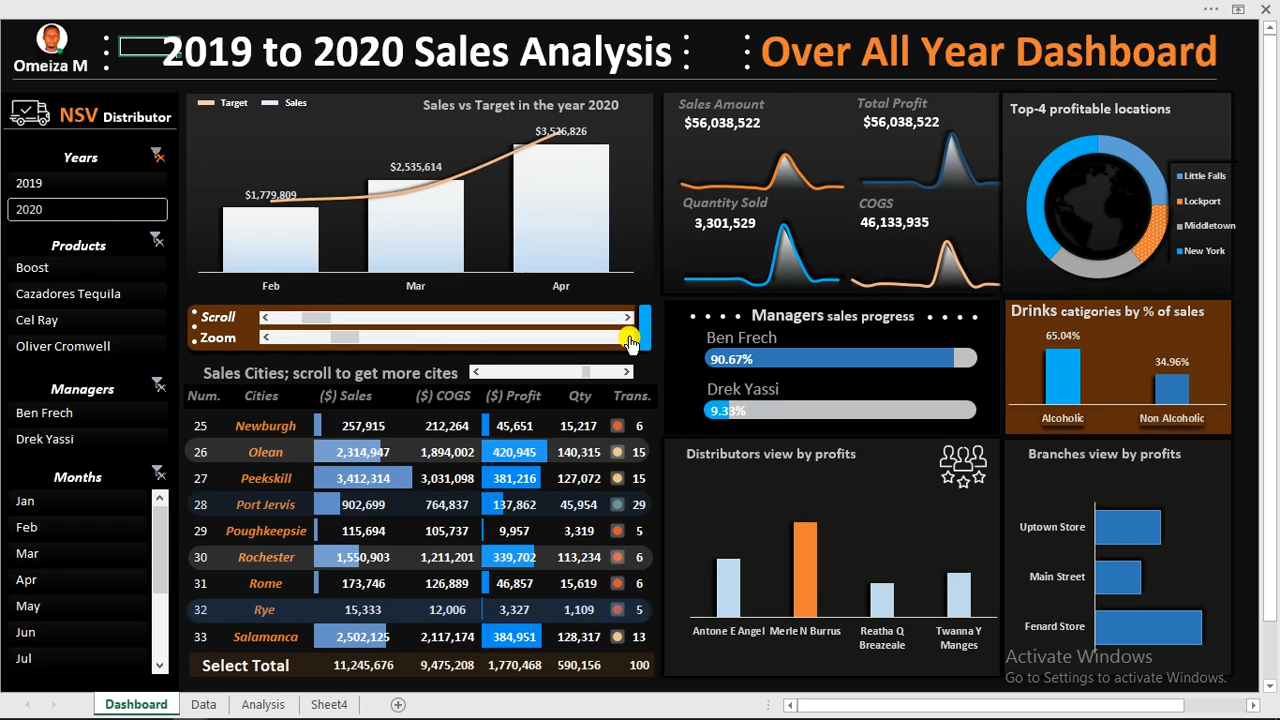 2019 to 2020 Sales Analysis
Over All Year Dashboard
Omeiza M
NSV Distributor
Years
2019
2020
Products
Boost
Cazadores Tequila
Cel Ray
Oliver Cromwell
Managers
Ben Frech
Drek Yassi
Months
Jan
Feb
Mar
Apr
May
Jun
Jul
Target
Sales
Sales vs Target in the year 2020
$1,779,809
$2,535,614
$3,526,826
Feb
Mar
Apr
Scroll
Zoom
Sales Cities; scroll to get more cites
Num. Cities ($) Sales ($) COGS ($) Profit Qty Trans.
25 Newburgh 257,915 212,264 45,651 15,217 6
26 Olean 2,314,947 1,894,002 420,945 140,315 15
27 Peekskill 3,412,314 3,031,098 381,216 127,072 15
28 Port Jervis 902,699 764,837 137,862 45,954 29
29 Poughkeepsie 115,694 105,737 9,957 3,319 5
30 Rochester 1,550,903 1,211,201 339,702 113,234 6
31 Rome 173,746 126,889 46,857 15,619 6
32 Rye 15,333 12,006 3,327 1,109 5
33 Salamanca 2,502,125 2,117,174 384,951 128,317 13
Select Total 11,245,676 9,475,208 1,770,468 590,156 100
Sales Amount
$56,038,522
Total Profit
$56,038,522
Quantity Sold
3,301,529
COGS
46,133,935
Top-4 profitable locations
Little Falls
Lockport
Middletown
New York
Managers sales progress
Ben Frech
90.67%
Drek Yassi
9.33%
Drinks catigories by % of sales
65.04%
34.96%
Alcoholic
Non Alcoholic
Distributors view by profits
Antone E Angel
Merle N Burrus
Reatha Q
Breazeale
Twanna Y
Manges
Branches view by profits
Uptown Store
Main Street
Fenard Store
Activate Windows
Go to Settings to activate Windows.
Dashboard
Data
Analysis
Sheet4